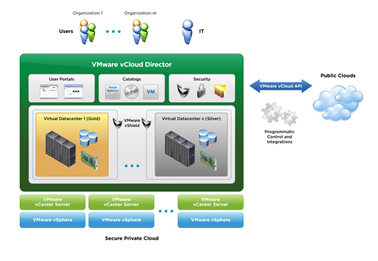 Organization 1
Organization m
Users
IT
VMware vCloud Director
User Portals
Catalogs
Security
VM
VMware vCloud API
Public Clouds
Programmatic
Control and
Integrations
Virtual Datacenter 1 (Gold)
VMware
vShield
Virtual Datacenter n (Silver)
VMware
vCenter Server
VMware
vCenter Server
VMware
vCenter Server
VMware vSphere
VMware vSphere
VMware vSphere
Secure Private Cloud